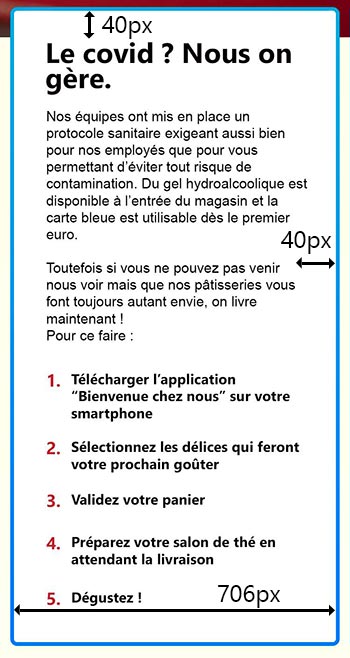 40px
Le covid ? Nous on
gère.
Nos équipes ont mis en place un
protocole sanitaire exigeant aussi bien
pour nos employés que pour vous
permettant d’éviter tout risque de
contamination. Du gel hydroalcoolique est
disponible à l’entrée du magasin et la
carte bleue est utilisable dès le premier
euro.
40px
Toutefois si vous ne pouvez pas venir
nous voir mais que nos pâtisseries vous
font toujours autant envie, on livre
maintenant !
Pour ce faire :
1. Télécharger l’application
“Bienvenue chez nous” sur votre
smartphone
2. Sélectionnez les délices qui feront
votre prochain goûter
3. Validez votre panier
4. Préparez votre salon de thé en
attendant la livraison
5. Dégustez !
706px